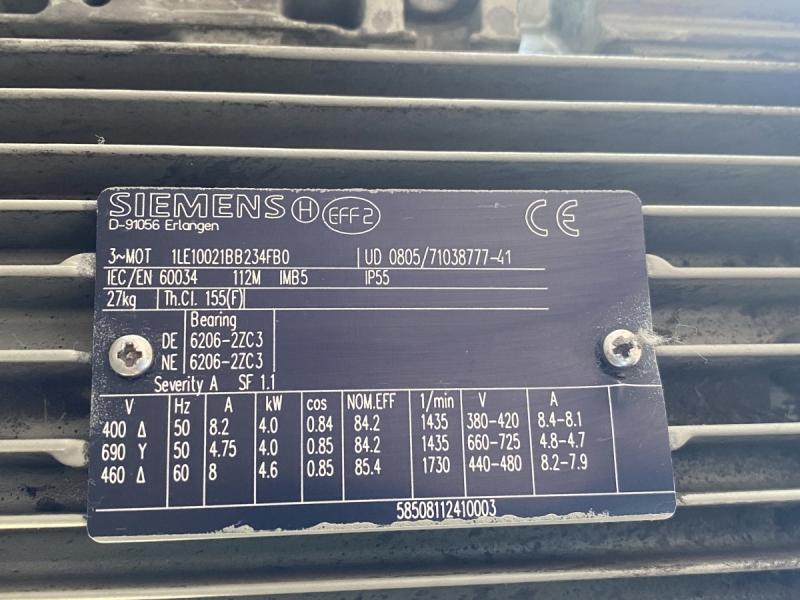 SIEMENS H EFF2 CE
D-91056 Erlangen
3~MOT 1LE10021BB234FB0 UD 0805/71038777-41
IEC/EN 60034 112M IMB5 IP55
27kg Th.Cl. 155(F)
Bearing
DE 6206-2ZC3
NE 6206-2ZC3
Severity A SF 1.1
V Hz A kW cos NOM.EFF 1/min V A
400 Δ 50 8.2 4.0 0.84 84.2 1435 380-420 8.4-8.1
690 Y 50 4.75 4.0 0.85 84.2 1435 660-725 4.8-4.7
460 Δ 60 8 4.6 0.85 85.4 1730 440-480 8.2-7.9
58508112410003